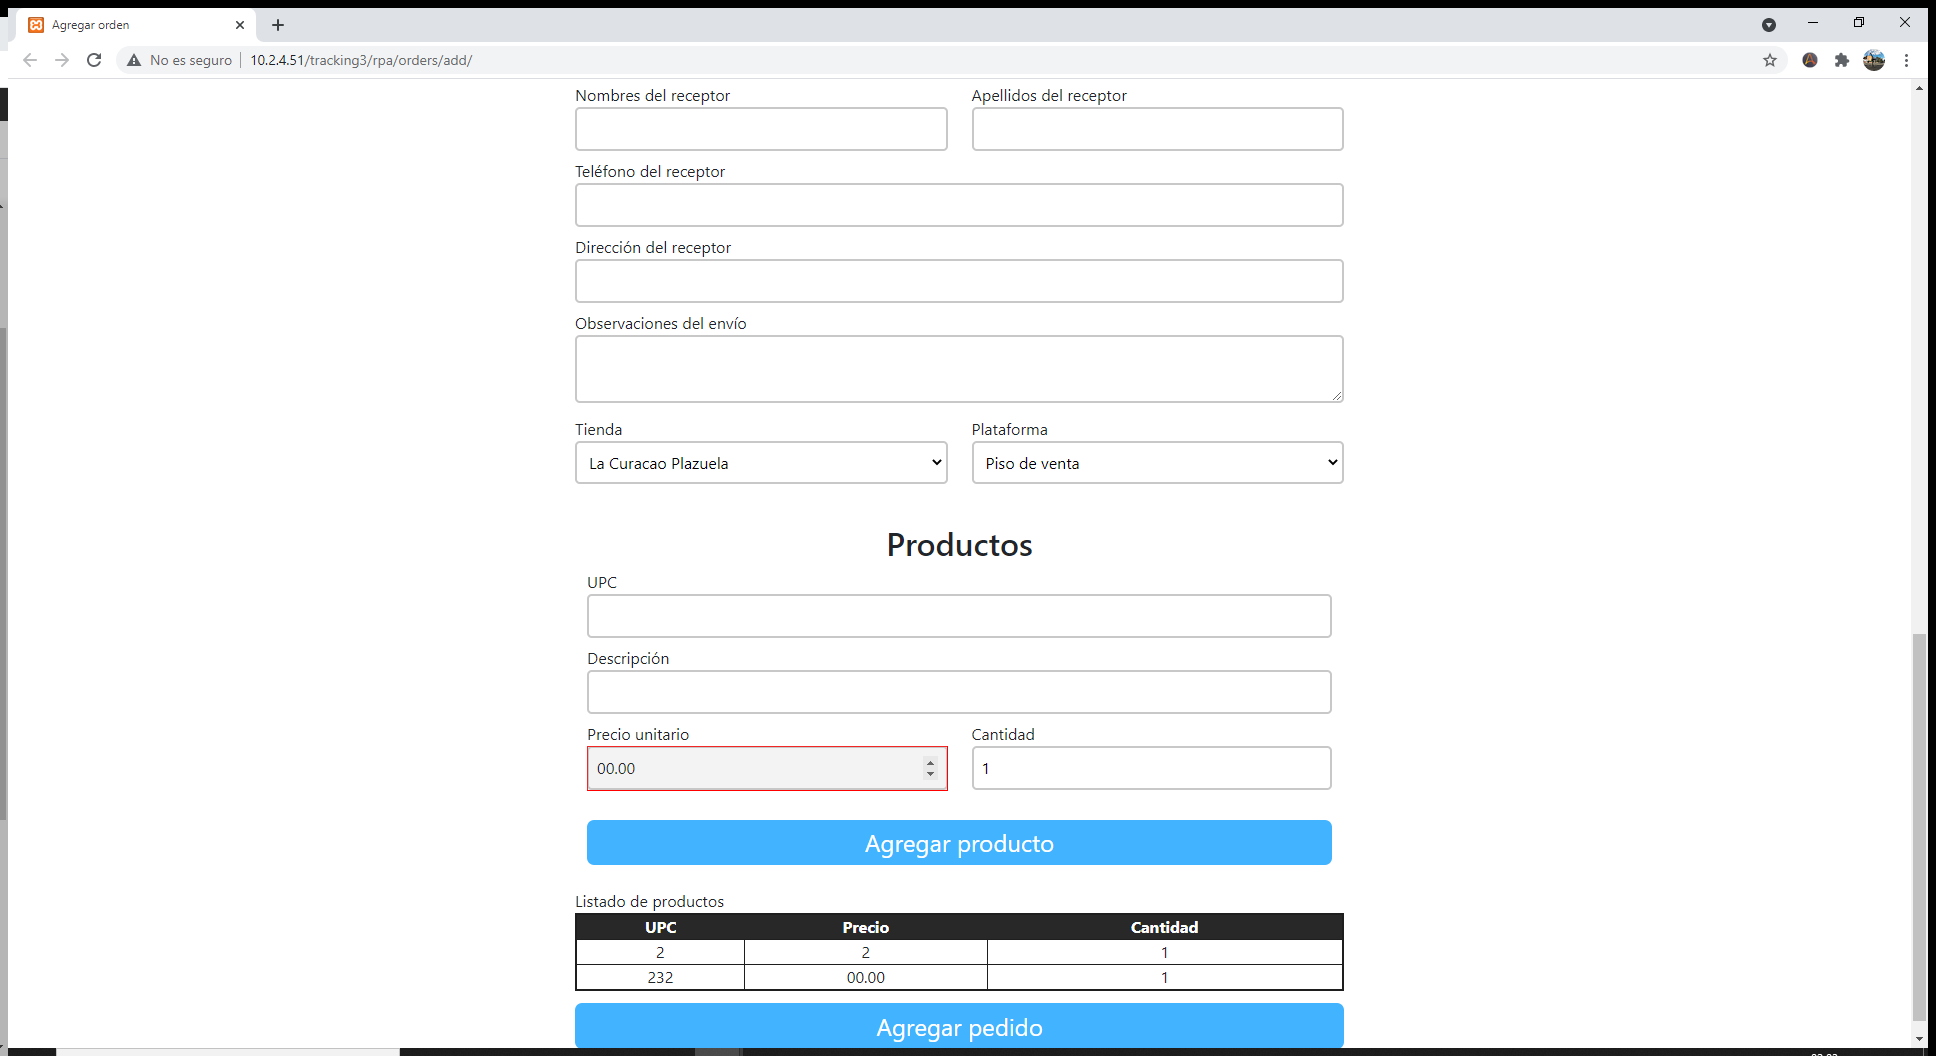 Agregar orden
No es seguro 10.2.4.51/tracking3/rpa/orders/add/
Nombres del receptor Apellidos del receptor
Teléfono del receptor
Dirección del receptor
Observaciones del envío
Tienda Plataforma
La Curacao Plazuela Piso de venta
Productos
UPC
Descripción
Precio unitario Cantidad
00.00 1
Agregar producto
Listado de productos
UPC Precio Cantidad
2 2 1
232 00.00 1
Agregar pedido